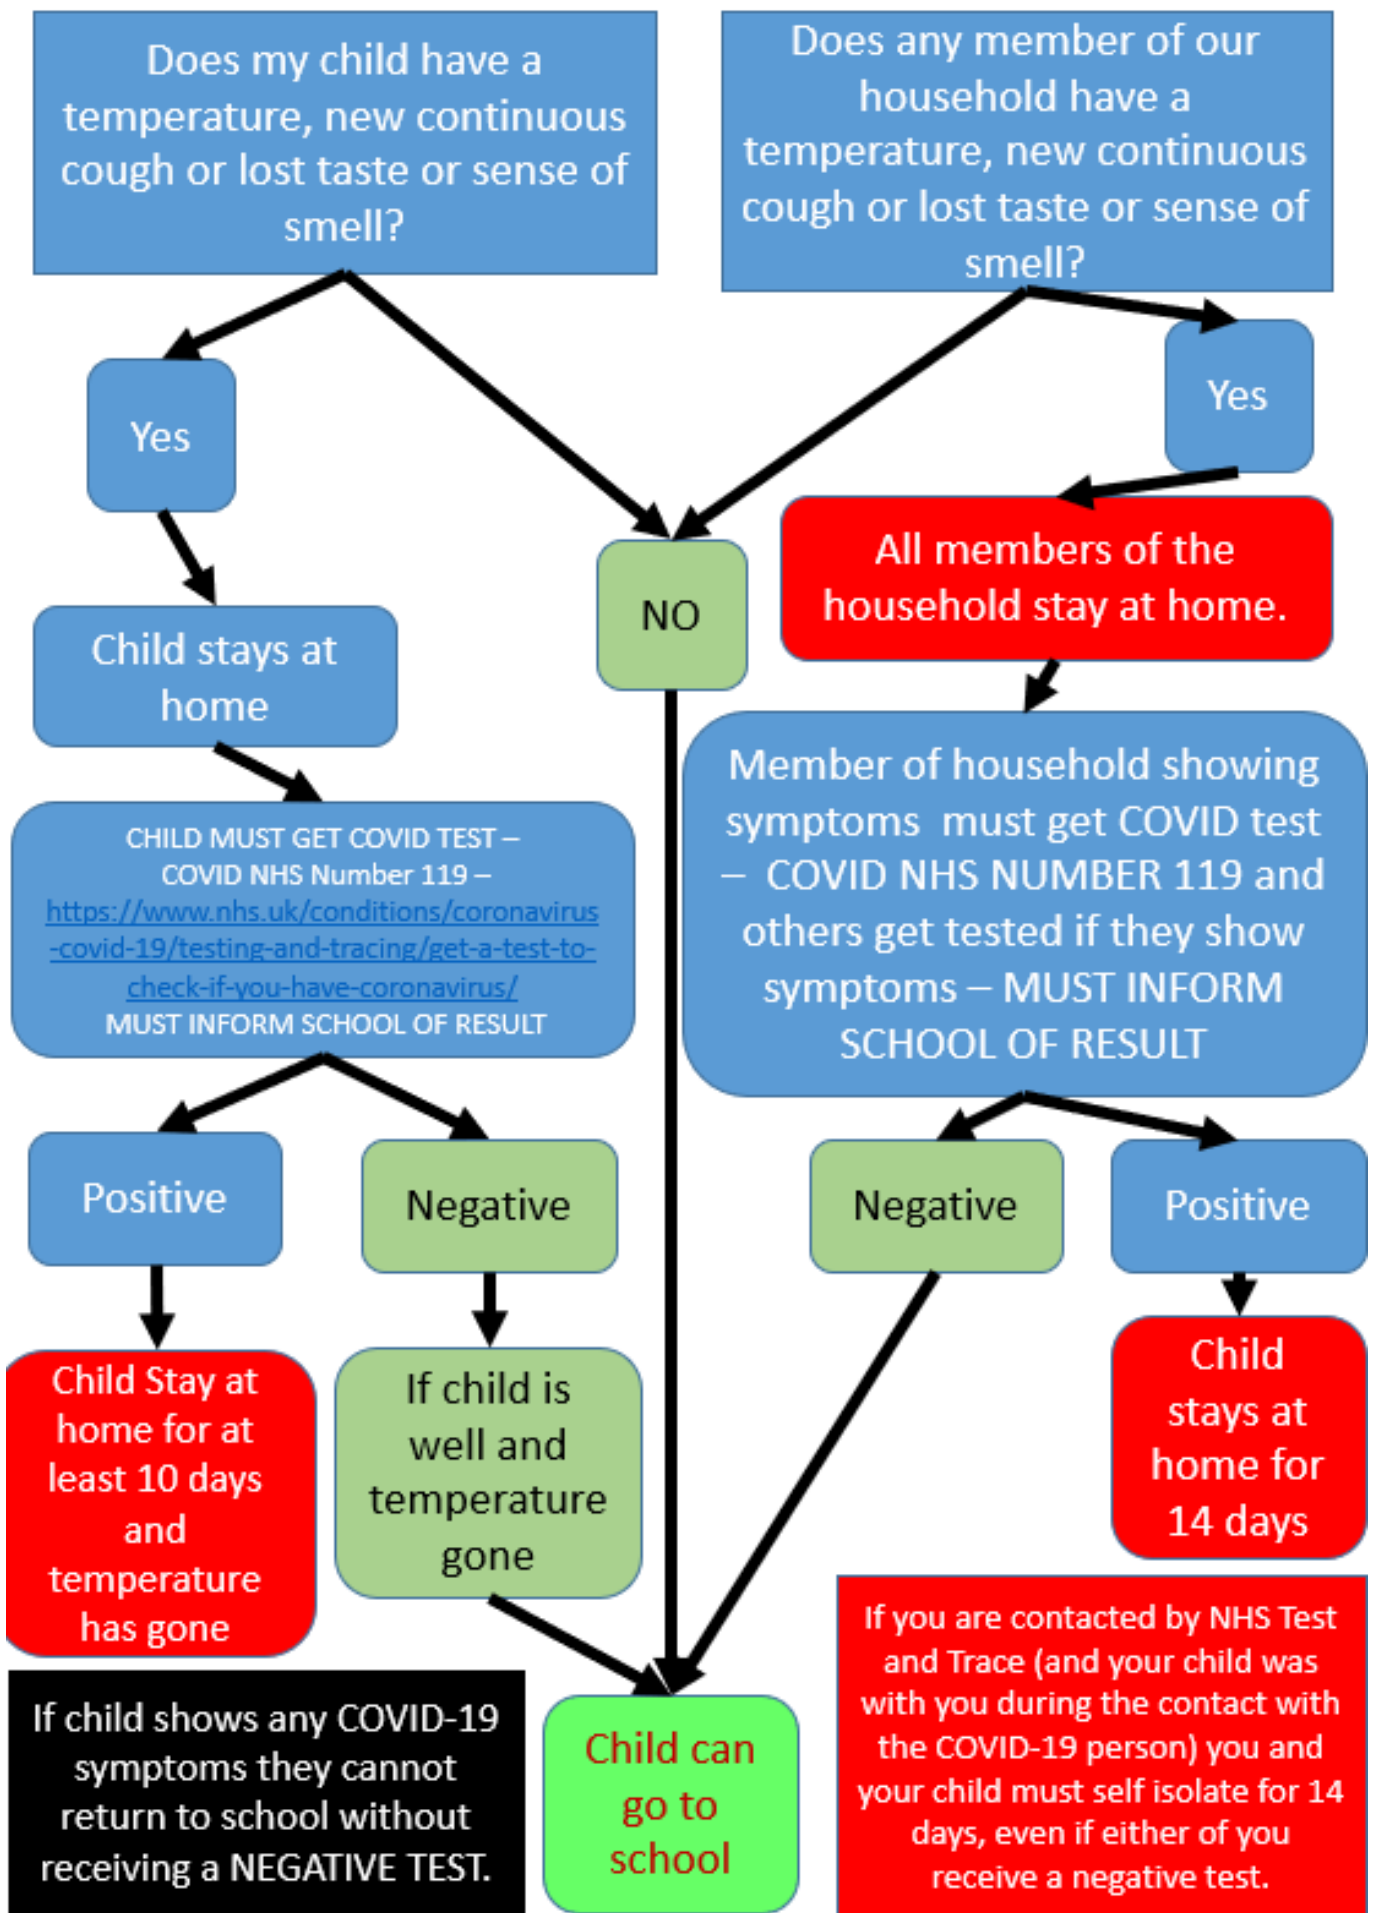 Does my child have a
temperature, new continuous
cough or lost taste or sense of
smell?
Does any member of our
household have a
temperature, new continuous
cough or lost taste or sense of
smell?
Yes
Yes
NO
All members of the
household stay at home.
Child stays at
home
Member of household showing
symptoms must get COVID test
– COVID NHS NUMBER 119 and
others get tested if they show
symptoms – MUST INFORM
SCHOOL OF RESULT
CHILD MUST GET COVID TEST –
COVID NHS Number 119 –
https://www.nhs.uk/conditions/coronavirus
-covid-19/testing-and-tracing/get-a-test-to-
check-if-you-have-coronavirus/
MUST INFORM SCHOOL OF RESULT
Positive
Negative
Negative
Positive
Child Stay at
home for at
least 10 days
and
temperature
has gone
If child is
well and
temperature
gone
Child
stays at
home for
14 days
If child shows any COVID-19
symptoms they cannot
return to school without
receiving a NEGATIVE TEST.
Child can
go to
school
If you are contacted by NHS Test
and Trace (and your child was
with you during the contact with
the COVID-19 person) you and
your child must self isolate for 14
days, even if either of you
receive a negative test.